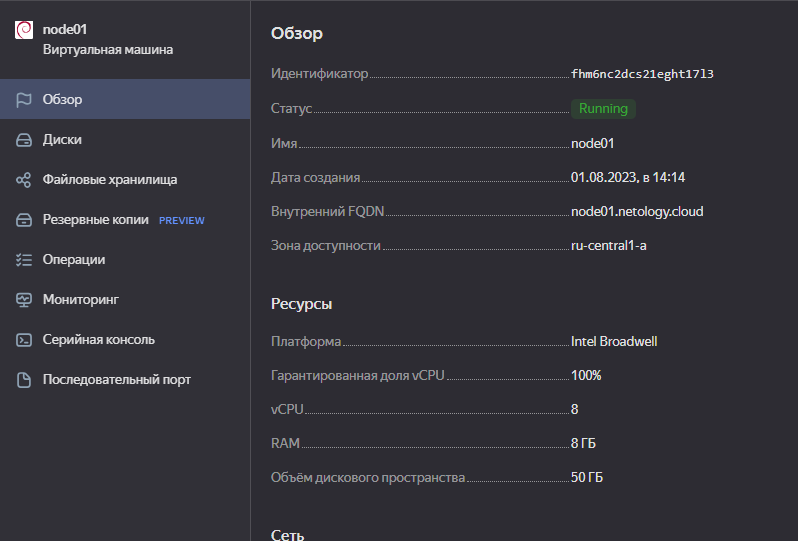 node01
Виртуальная машина
Обзор
Диски
Файловые хранилища
Резервные копии PREVIEW
Операции
Мониторинг
Серийная консоль
Последовательный порт
Обзор
Идентификатор fhm6nc2dcs21eght17l3
Статус Running
Имя node01
Дата создания 01.08.2023, в 14:14
Внутренний FQDN node01.netology.cloud
Зона доступности ru-central1-a
Ресурсы
Платформа Intel Broadwell
Гарантированная доля vCPU 100%
vCPU 8
RAM 8 ГБ
Объём дискового пространства 50 ГБ
Сеть